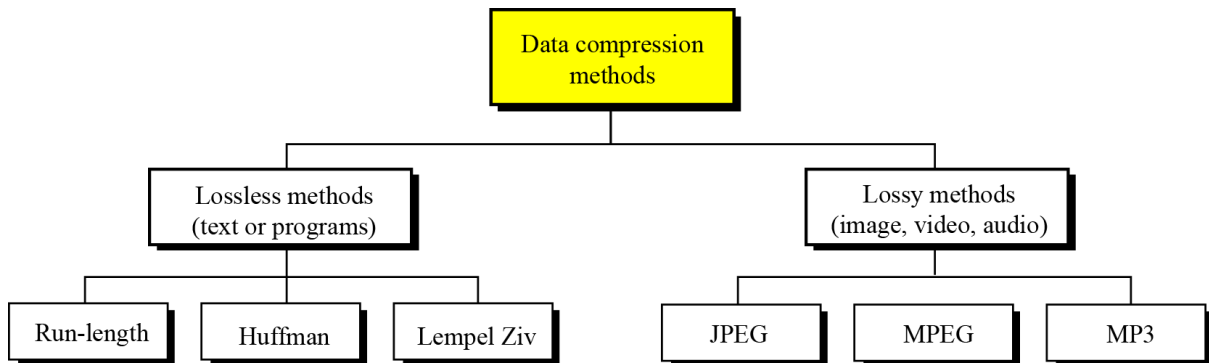 Data compression
methods
Lossless methods
(text or programs)
Lossy methods
(image, video, audio)
Run-length
Huffman
Lempel Ziv
JPEG
MPEG
MP3